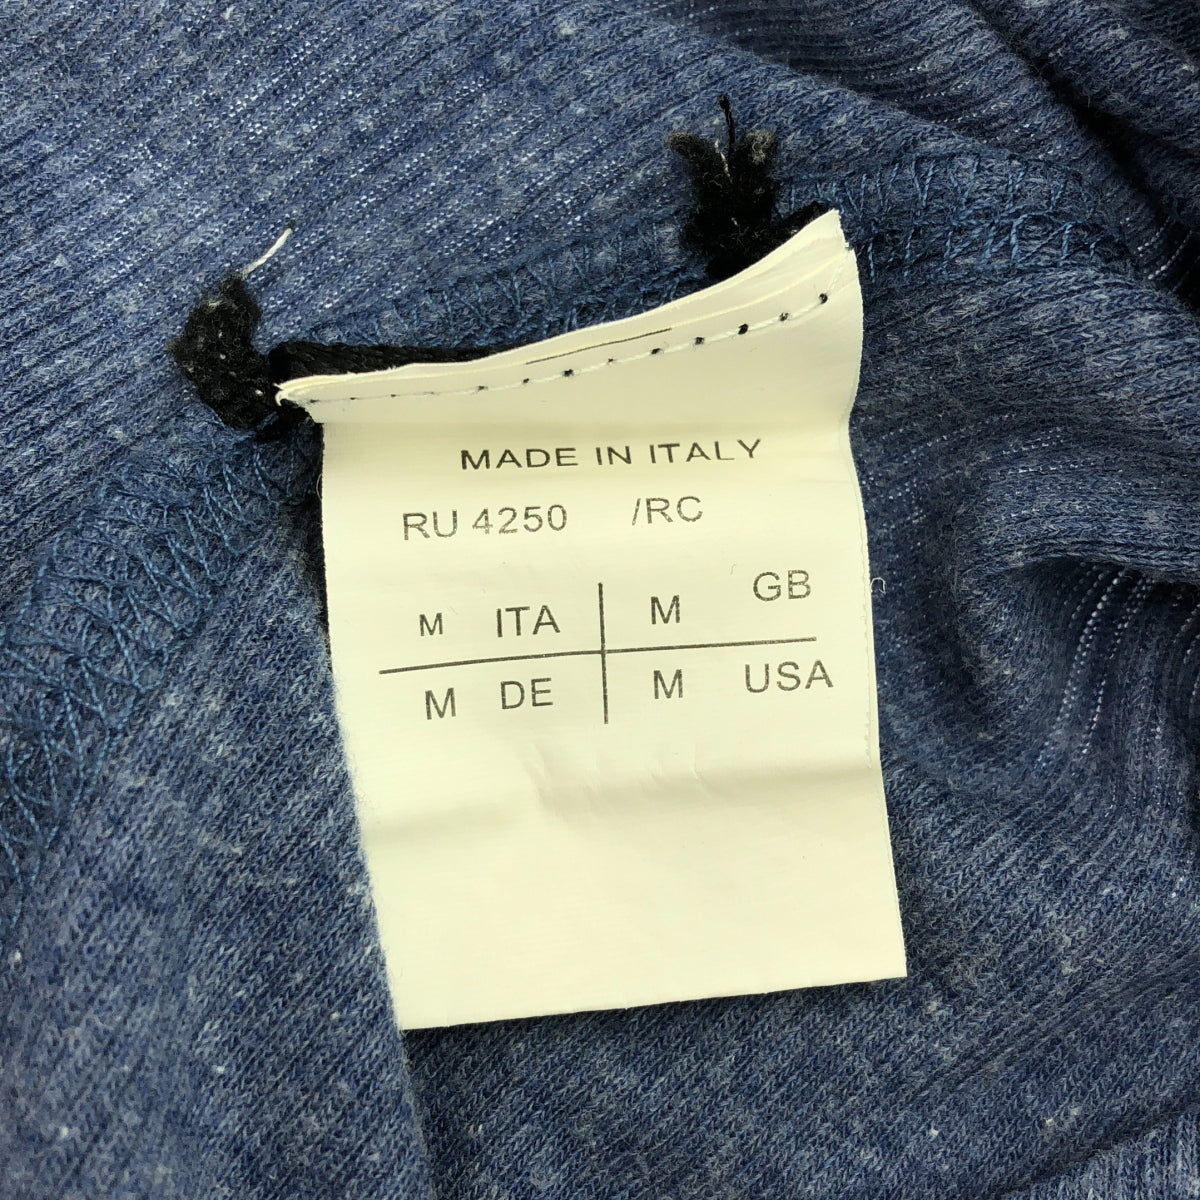 MADE IN ITALY
RU 4250 /RC
M ITA M GB
M DE M USA